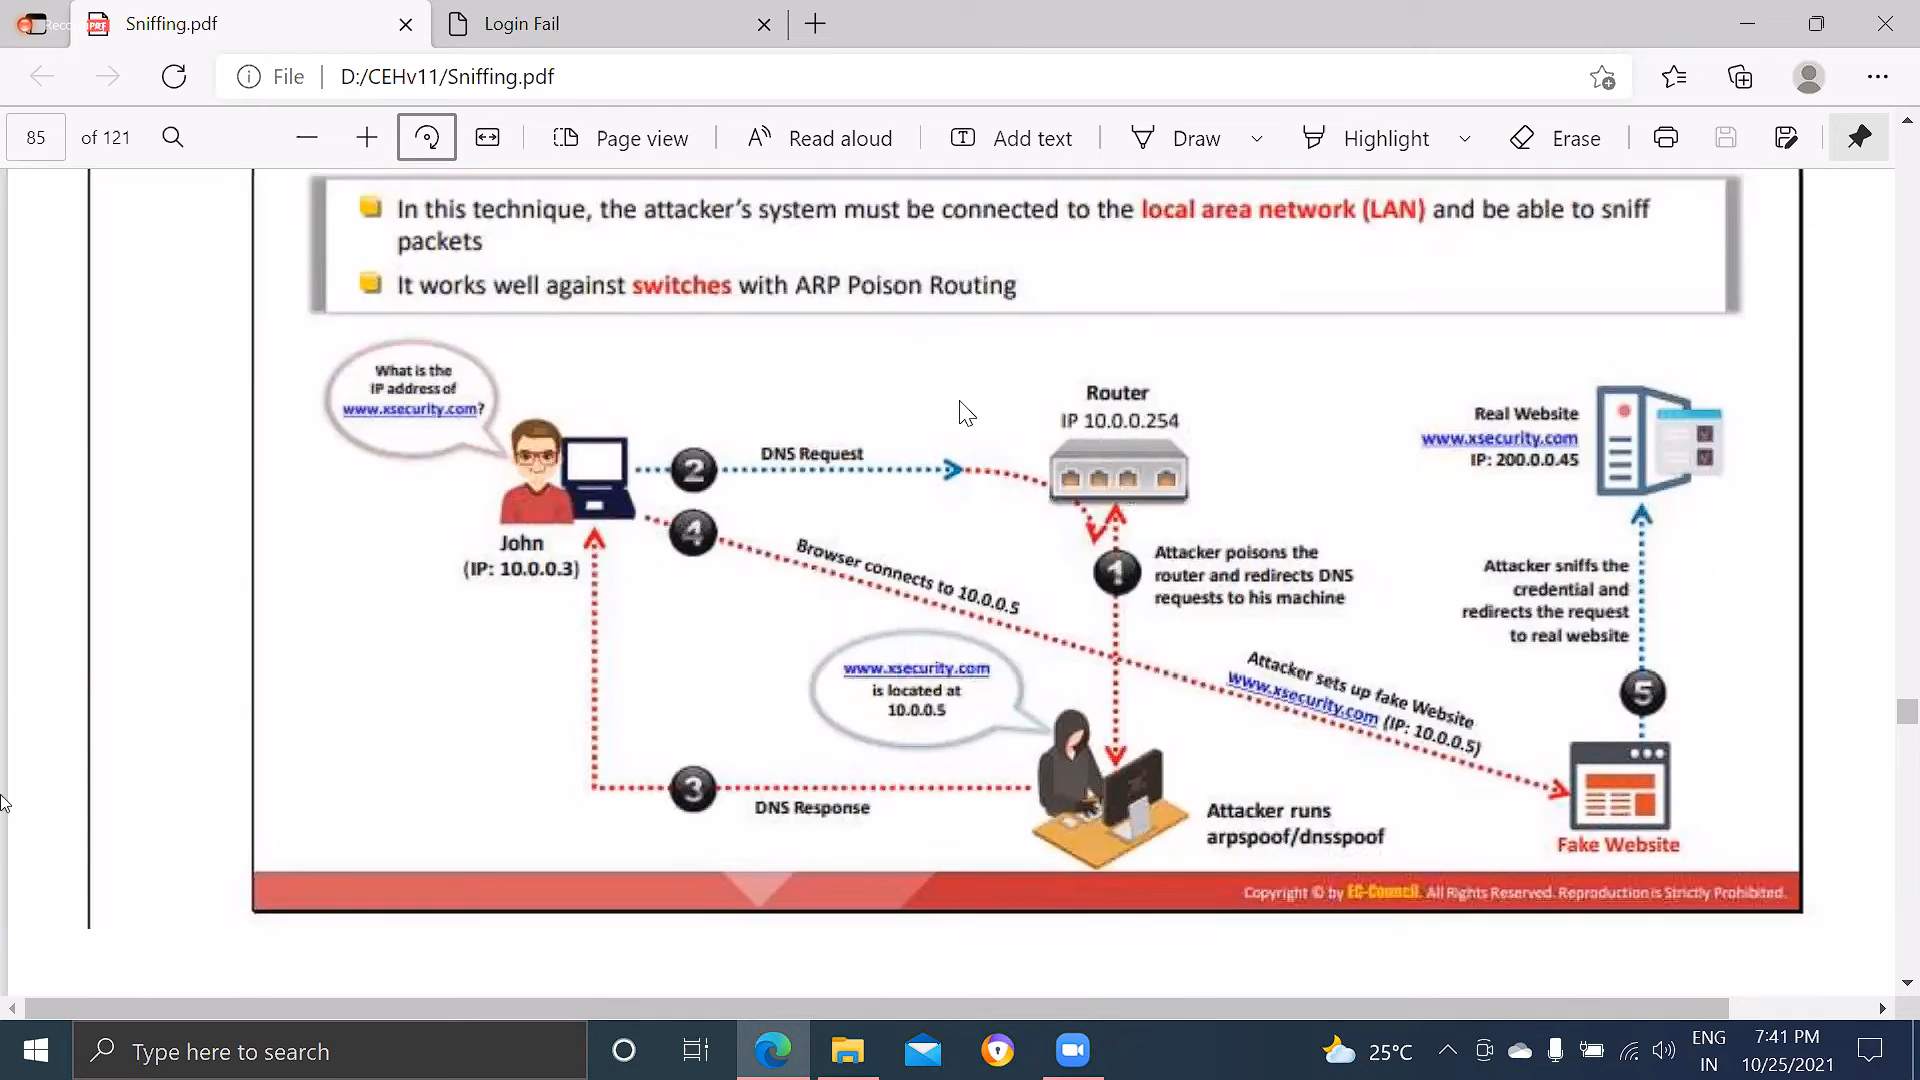 Sniffing.pdf
Login Fail
File
D:/CEHv11/Sniffing.pdf
85 of 121
Page view
Read aloud
Add text
Draw
Highlight
Erase
In this technique, the attacker's system must be connected to the local area network (LAN) and be able to sniff
packets
It works well against switches with ARP Poison Routing
What is the
IP address of
www.xsecurity.com?
Router
IP 10.0.0.254
Real Website
www.xsecurity.com
IP: 200.0.0.45
2
DNS Request
John
(IP: 10.0.0.3)
4
Browser connects to 10.0.0.5
1
Attacker poisons the
router and redirects DNS
requests to his machine
Attacker sniffs the
credential and
redirects the request
to real website
www.xsecurity.com
is located at
10.0.0.5
Attacker sets up fake Website
www.xsecurity.com (IP: 10.0.0.5)
5
3
DNS Response
Attacker runs
arpspoof/dnsspoof
Fake Website
Copyright © by EC-Council. All Rights Reserved. Reproduction is Strictly Prohibited.
Type here to search
25°C
ENG
IN
7:41 PM
10/25/2021